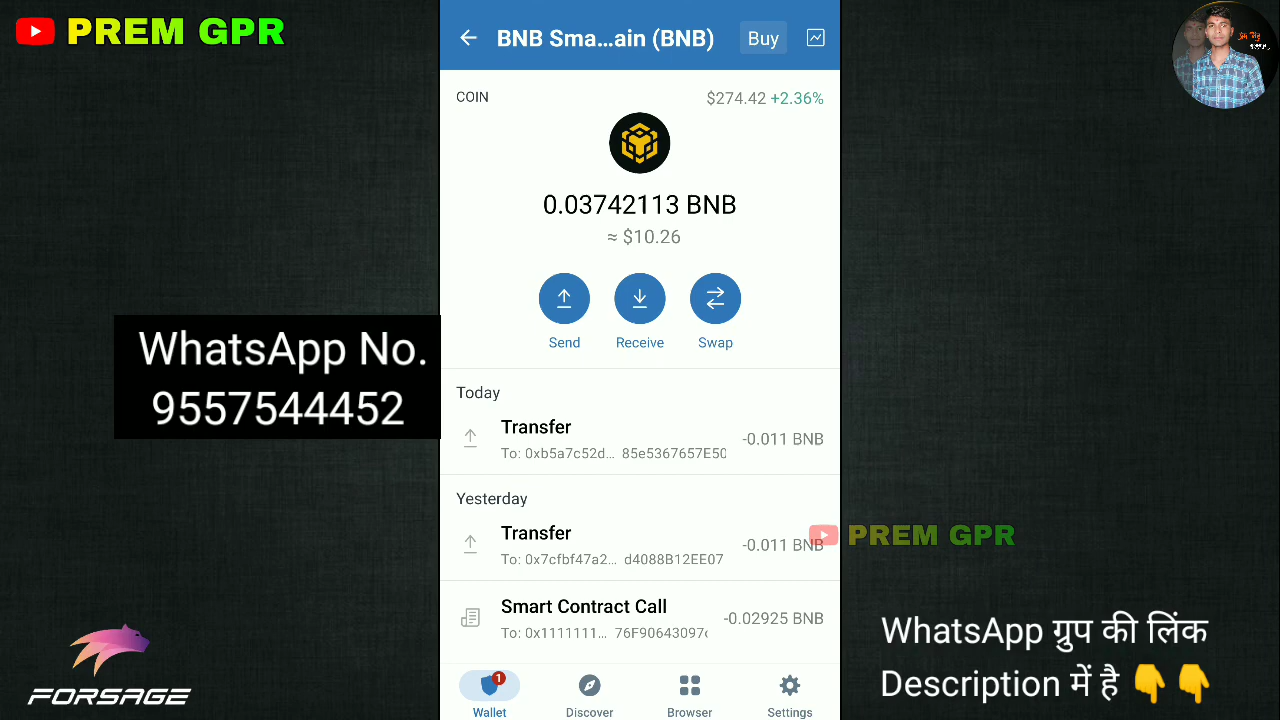 PREM GPR
BNB Sma...ain (BNB)
Buy
COIN
$274.42 +2.36%
0.03742113 BNB
≈ $10.26
Send
Receive
Swap
WhatsApp No.
9557544452
Today
Transfer
-0.011 BNB
To: 0xb5a7c52d... 85e5367657E50
Yesterday
Transfer
-0.011 BNB
To: 0x7cfbf47a2... d4088B12EE07
PREM GPR
Smart Contract Call
-0.02925 BNB
To: 0x1111111... 76F90643097
FORSAGE
1
Wallet
Discover
Browser
Settings
WhatsApp ग्रुप की लिंक
Description में है 👇👇